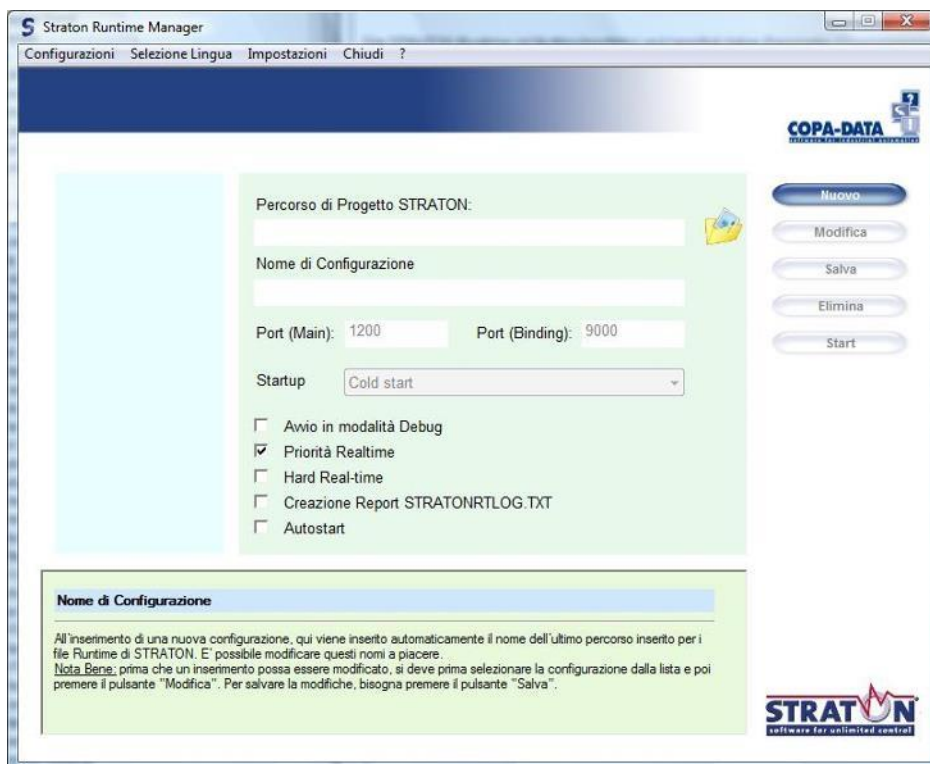 Straton Runtime Manager
Configurazioni Selezione Lingua Impostazioni Chiudi ?
COPA-DATA
Percorso di Progetto STRATON:
Nome di Configurazione
Port (Main): 1200 Port (Binding): 9000
Startup Cold start
Avvio in modalità Debug
Priorità Realtime
Hard Real-time
Creazione Report STRATONRTLOG.TXT
Autostart
Nuovo
Modifica
Salva
Elimina
Start
Nome di Configurazione
All'inserimento di una nuova configurazione, qui viene inserito automaticamente il nome dell'ultimo percorso inserito per i
file Runtime di STRATON. E' possibile modificare questi nomi a piacere.
Nota Bene: prima che un inserimento possa essere modificato, si deve prima selezionare la configurazione dalla lista e poi
premere il pulsante "Modifica". Per salvare la modifiche, bisogna premere il pulsante "Salva".
STRATON
software for unlimited control